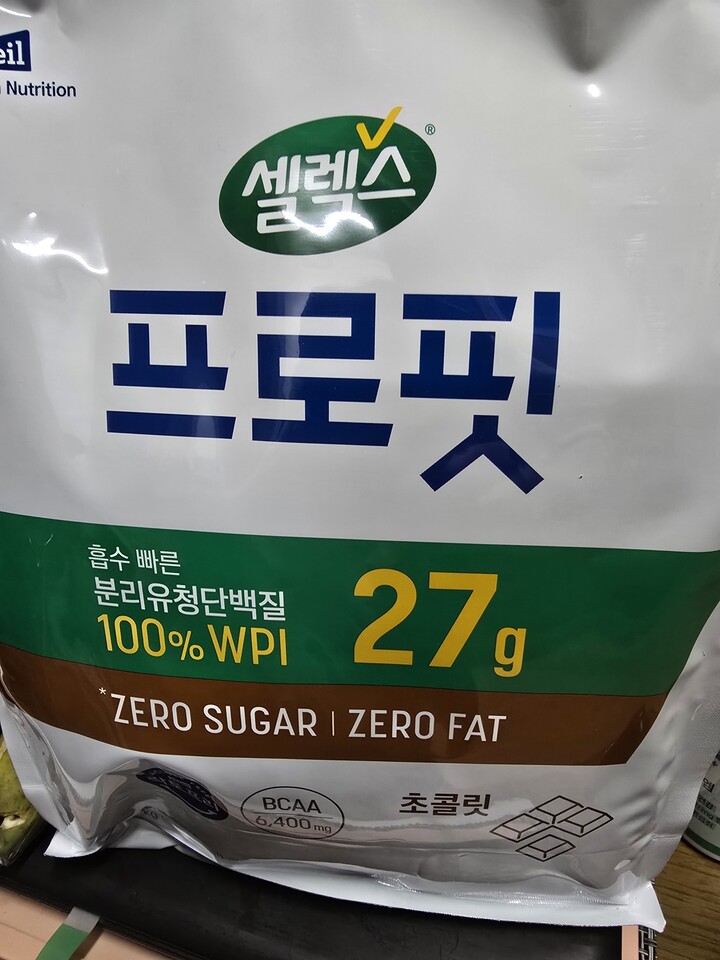 eil
Nutrition
셀렉스®
프로핏
흡수 빠른
분리유청단백질
100% WPI
27g
*ZERO SUGAR | ZERO FAT
BCAA
6,400mg
초콜릿